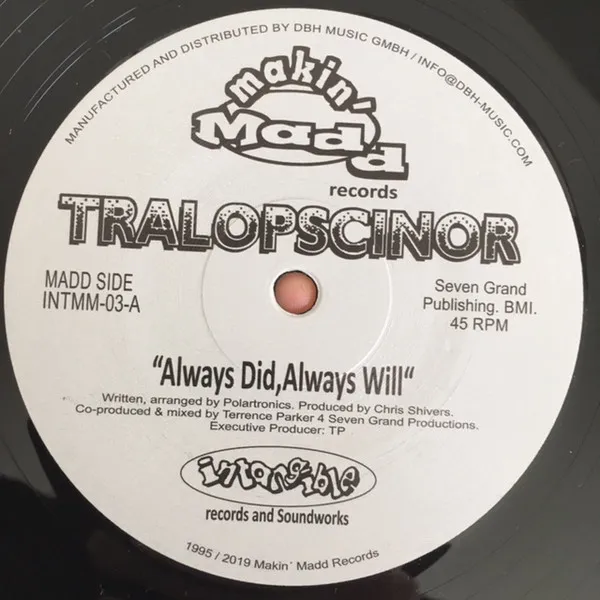 MANUFACTURED AND DISTRIBUTED BY DBH MUSIC GMBH / INFO@DBH-MUSIC.COM
makin´
Madd
records
TRALOPSCINOR
MADD SIDE
INTMM-03-A
Seven Grand
Publishing. BMI.
45 RPM
“Always Did,Always Will“
Written, arranged by Polartronics. Produced by Chris Shivers.
Co-produced & mixed by Terrence Parker 4 Seven Grand Productions.
Executive Producer: TP
intangible
records and Soundworks
1995 / 2019 Makin´ Madd Records